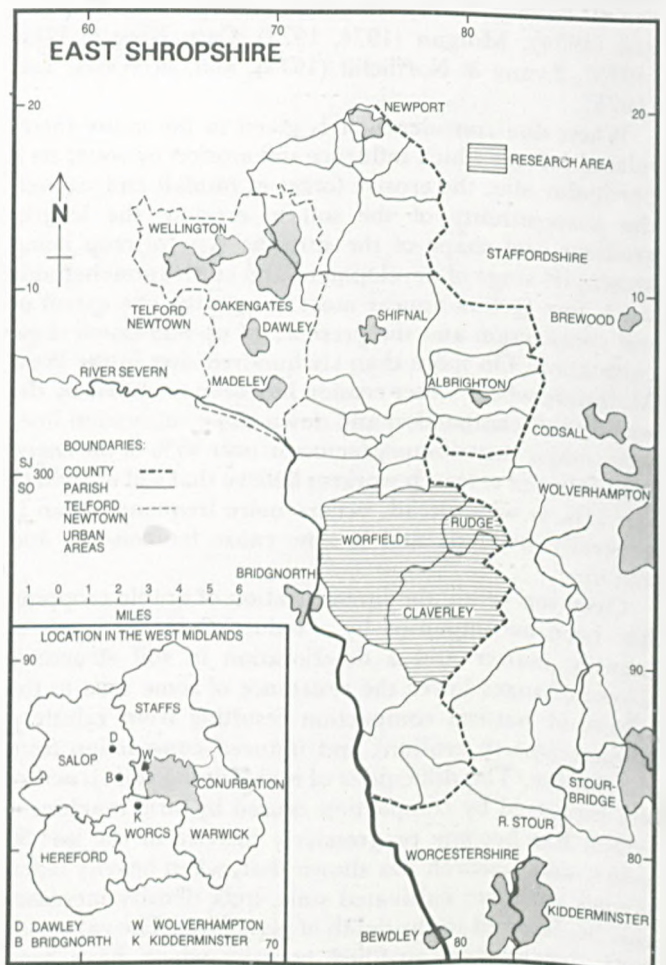 60
70
80
EAST SHROPSHIRE
20
20
NEWPORT
RESEARCH AREA
N
WELLINGTON
STAFFORDSHIRE
10
10
TELFORD
NEWTOWN
OAKENGATES
DAWLEY
SHIFNAL
BREWOOD
RIVER SEVERN
MADELEY
ALBRIGHTON
CODSALL
BOUNDARIES:
SJ
300
SO
COUNTY
PARISH
TELFORD
NEWTOWN
URBAN
AREAS
WOLVERHAMPTON
WORFIELD
RUDGE
BRIDGNORTH
CLAVERLEY
1 0 1 2 3 4 5 6 7
MILES
LOCATION IN THE WEST MIDLANDS
90
90
STAFFS
D
W
SALOP
B
CONURBATION
K
HEREFORD
WORCS
WARWICK
STOUR-
BRIDGE
R. STOUR
WORCESTERSHIRE
80
KIDDERMINSTER
D DAWLEY W WOLVERHAMPTON
B BRIDGNORTH K KIDDERMINSTER
70
BEWDLEY
80